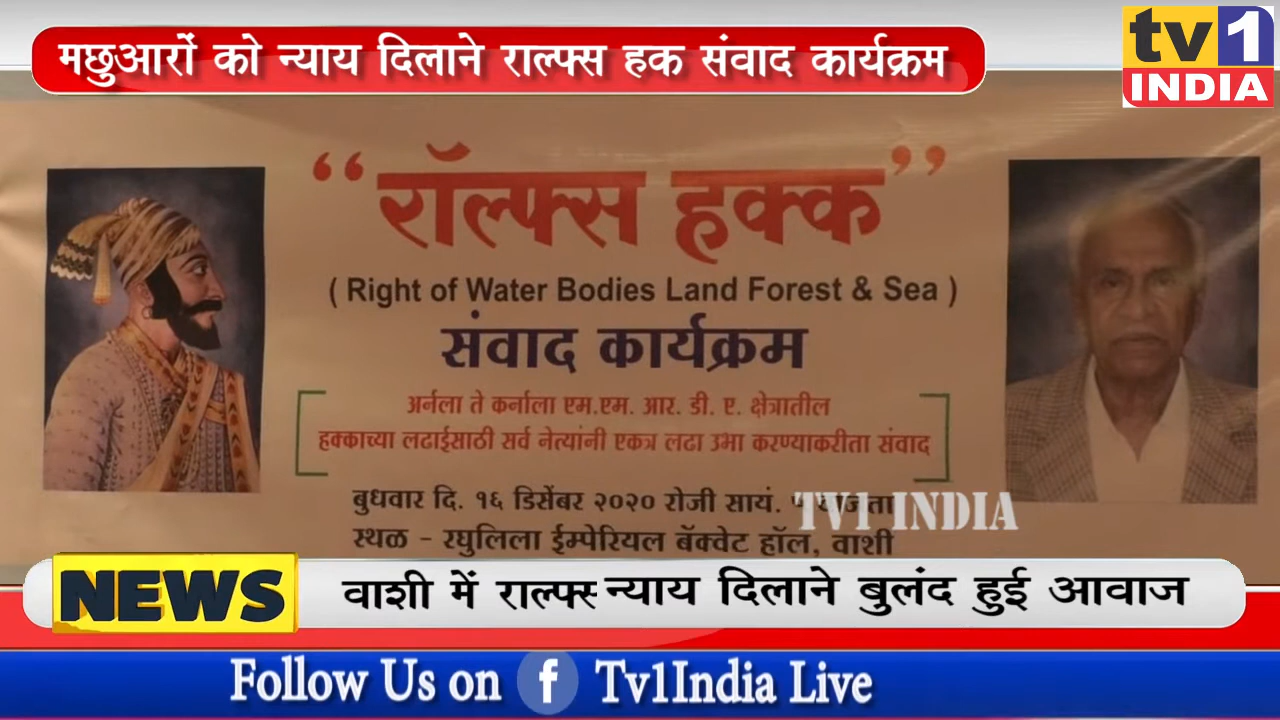 मछुआरों को न्याय दिलाने राल्फ्स हक संवाद कार्यक्रम
tv1
INDIA
“रॉल्फ्स हक्क”
( Right of Water Bodies Land Forest & Sea )
संवाद कार्यक्रम
अर्नला ते कर्नाला एम.एम. आर. डी. ए. क्षेत्रातील
हक्काच्या लढाईसाठी सर्व नेत्यांनी एकत्र लढा उभा करण्याकरीता संवाद
बुधवार दि. १६ डिसेंबर २०२० रोजी सायं.
TV1 INDIA
स्थळ - रघुलिला ईम्पेरियल बॅक्वेट हॉल, वाशी
NEWS
वाशी में राल्फ्स न्याय दिलाने बुलंद हुई आवाज
Follow Us on f Tv1India Live